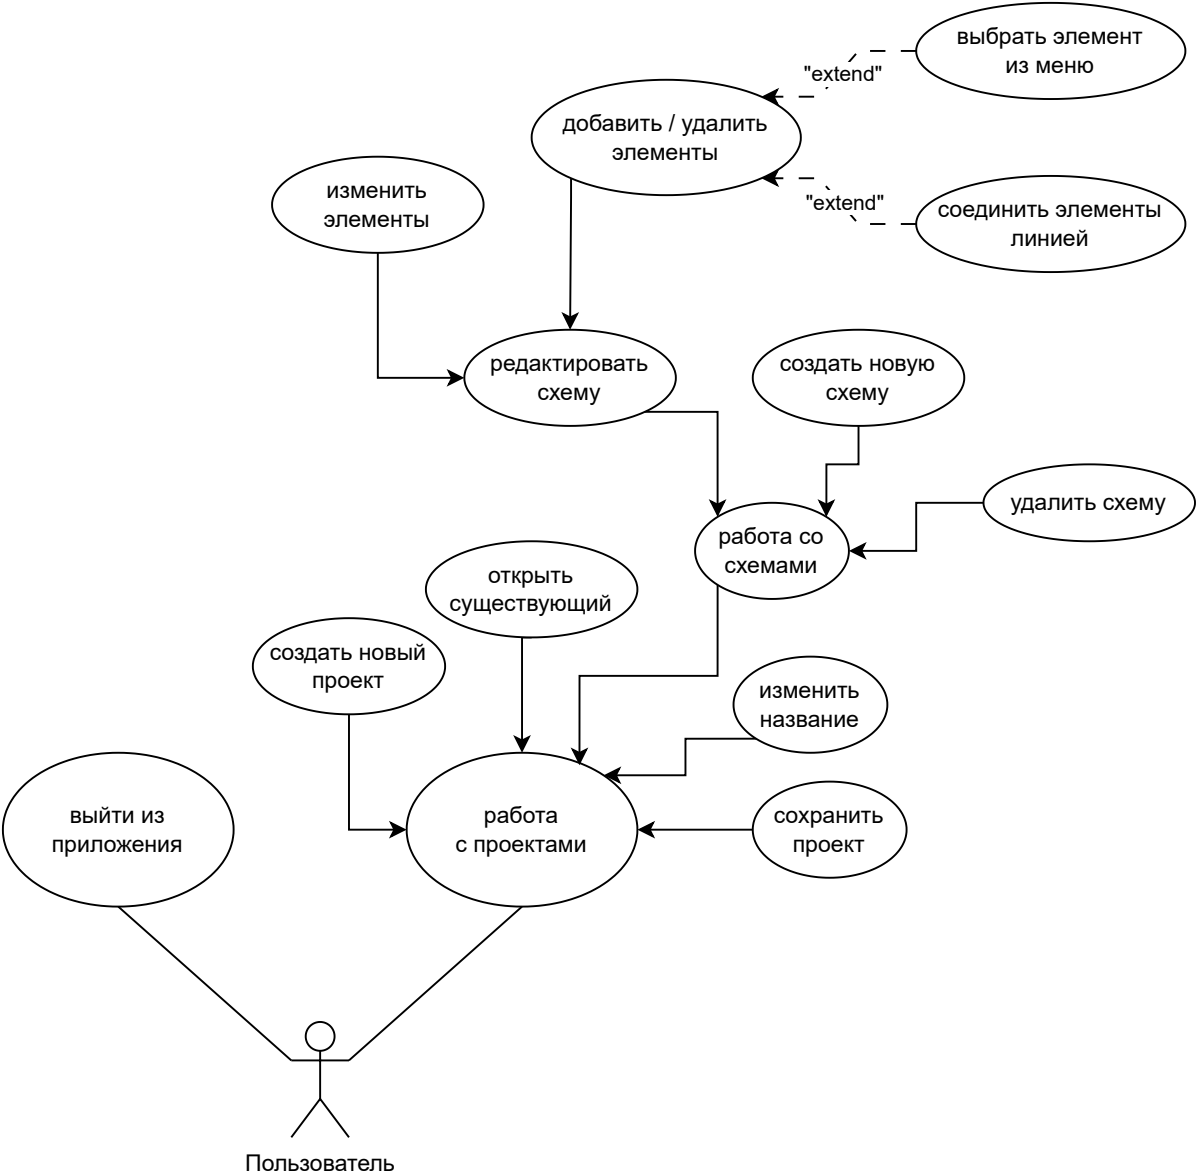 выбрать элемент
из меню
"extend"
добавить / удалить
элементы
изменить
элементы
"extend"
соединить элементы
линией
редактировать
схему
создать новую
схему
удалить схему
работа со
схемами
открыть
существующий
создать новый
проект
изменить
название
выйти из
приложения
работа
с проектами
сохранить
проект
Пользователь